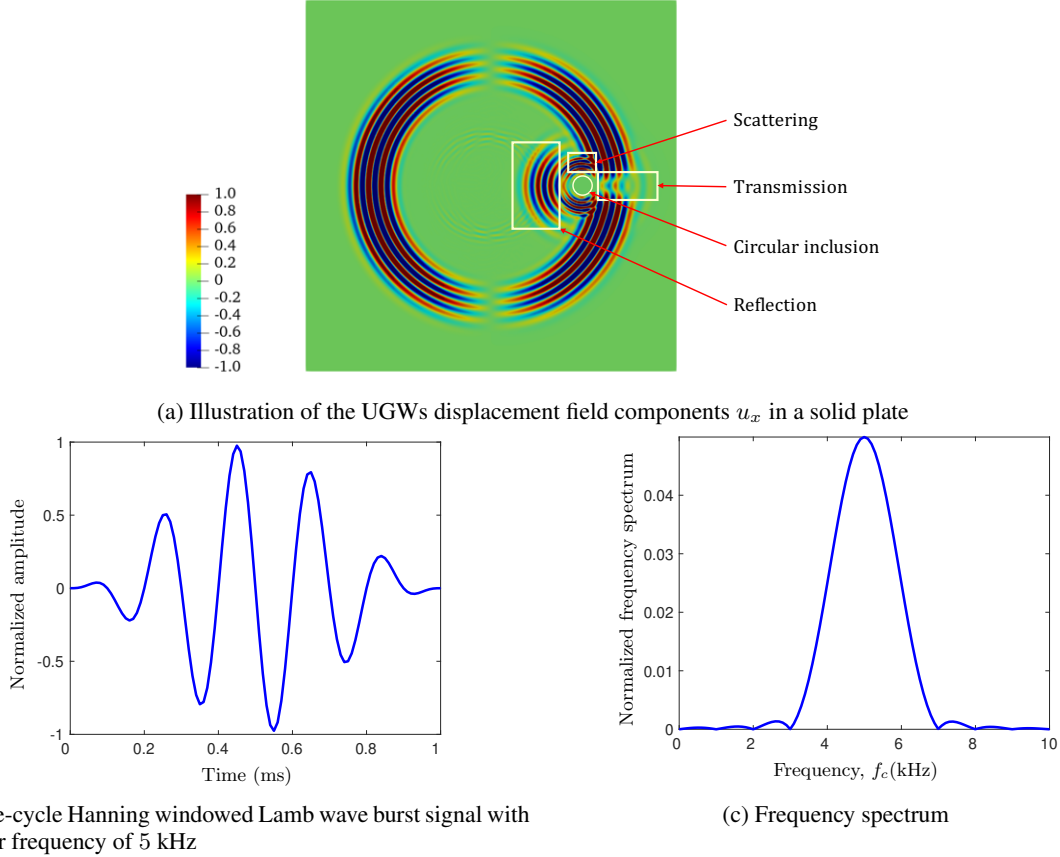 Scattering
Transmission
Circular inclusion
Reflection
1.0
0.8
0.6
0.4
0.2
0
-0.2
-0.4
-0.6
-0.8
-1.0
(a) Illustration of the UGWs displacement field components u_x in a solid plate
Normalized amplitude
1
0.5
0
-0.5
-1
0 0.2 0.4 0.6 0.8 1
Time (ms)
Normalized frequency spectrum
0.04
0.03
0.02
0.01
0
0 2 4 6 8 10
Frequency, f_c(kHz)
e-cycle Hanning windowed Lamb wave burst signal with
r frequency of 5 kHz
(c) Frequency spectrum